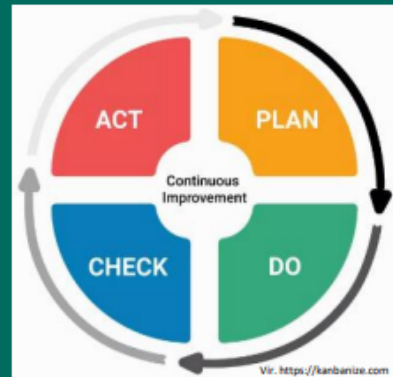 ACT
PLAN
Continuous
Improvement
CHECK
DO
Vir. https://kanbanize.com